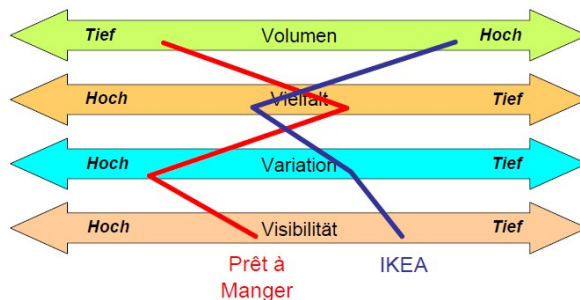 Tief Volumen Hoch
Hoch Vielfalt Tief
Hoch Variation Tief
Hoch Visibilität Tief
Prêt à IKEA
Manger